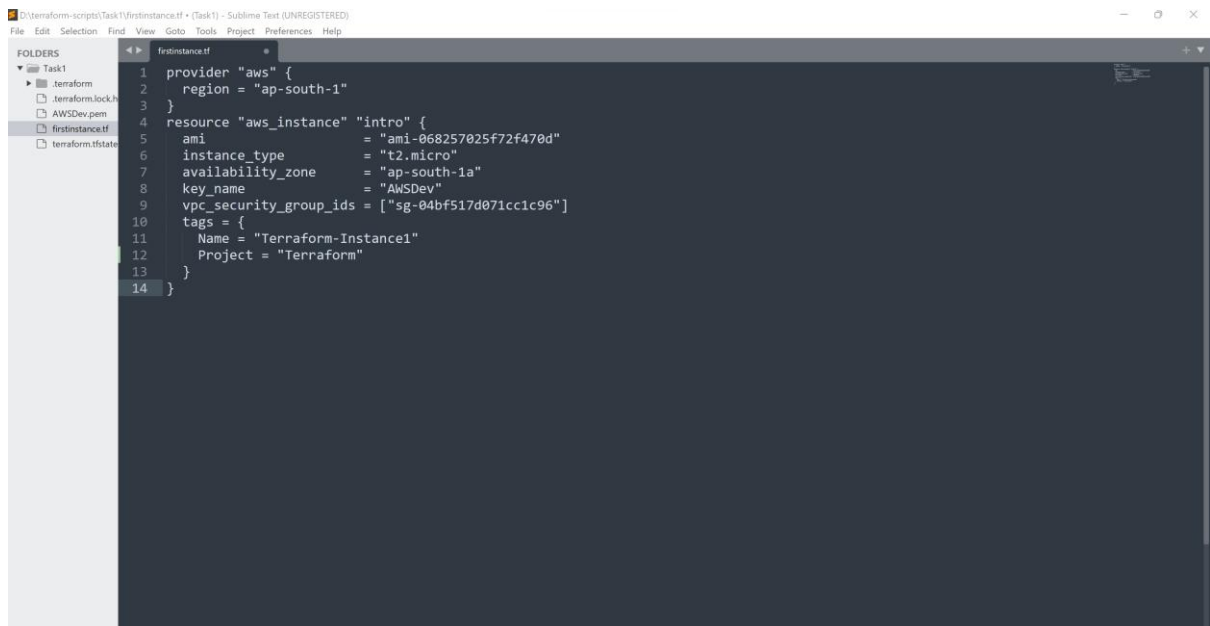 D:\terraform-scripts\Task1\firstinstance.tf • (Task1) - Sublime Text (UNREGISTERED)
File Edit Selection Find View Goto Tools Project Preferences Help
FOLDERS
Task1
.terraform
.terraform.lock.h
AWSDev.pem
firstinstance.tf
terraform.tfstate
firstinstance.tf
1 provider "aws" {
2   region = "ap-south-1"
3 }
4 resource "aws_instance" "intro" {
5   ami                    = "ami-068257025f72f470d"
6   instance_type          = "t2.micro"
7   availability_zone      = "ap-south-1a"
8   key_name               = "AWSDev"
9   vpc_security_group_ids = ["sg-04bf517d071cc1c96"]
10   tags = {
11     Name = "Terraform-Instance1"
12     Project = "Terraform"
13   }
14 }